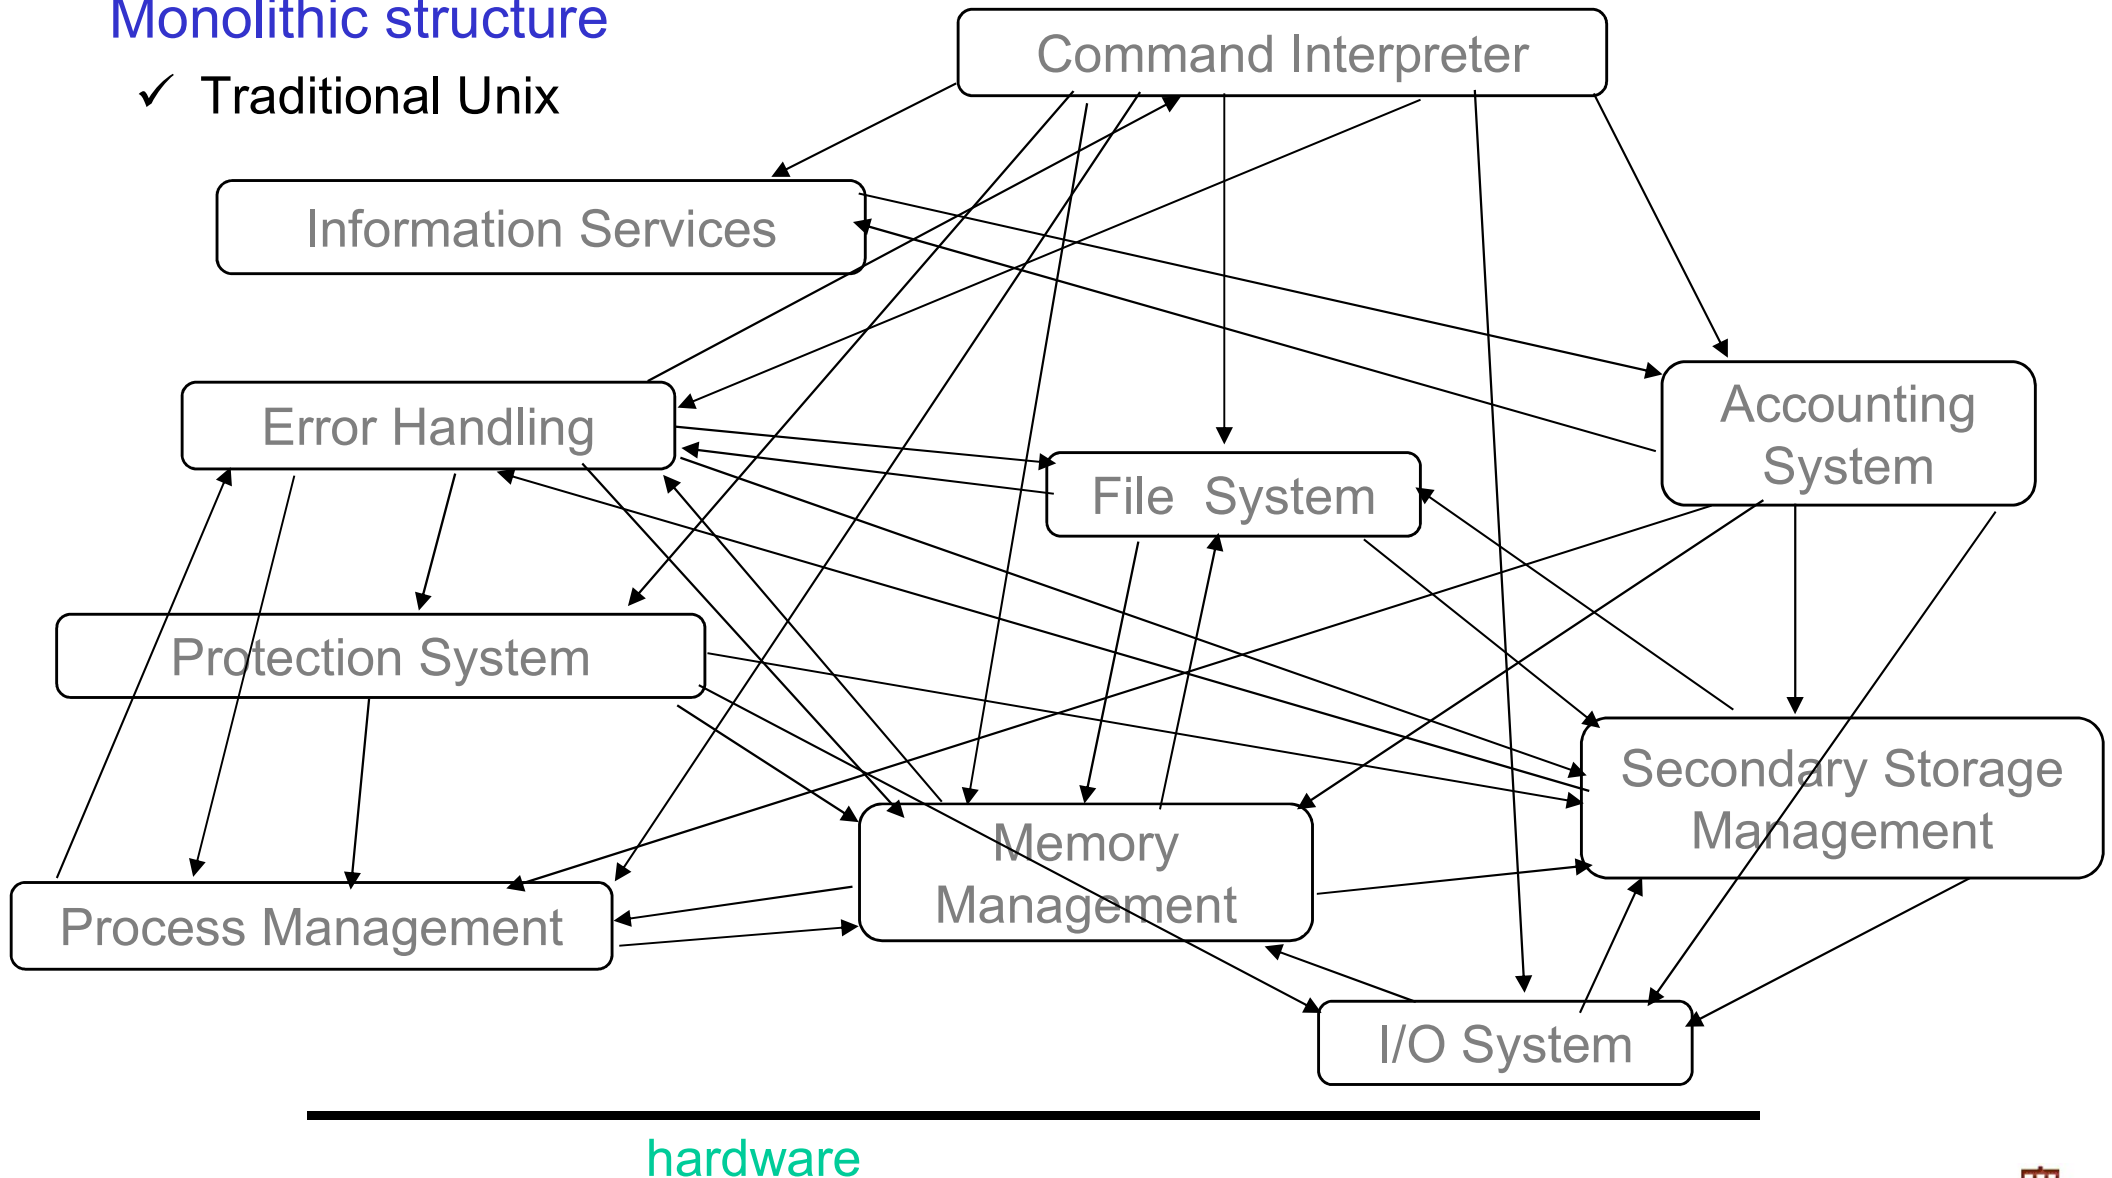 Monolithic structure
✓ Traditional Unix
Command Interpreter
Information Services
Error Handling
Accounting
System
File System
Protection System
Secondary Storage
Management
Memory
Management
Process Management
I/O System
hardware